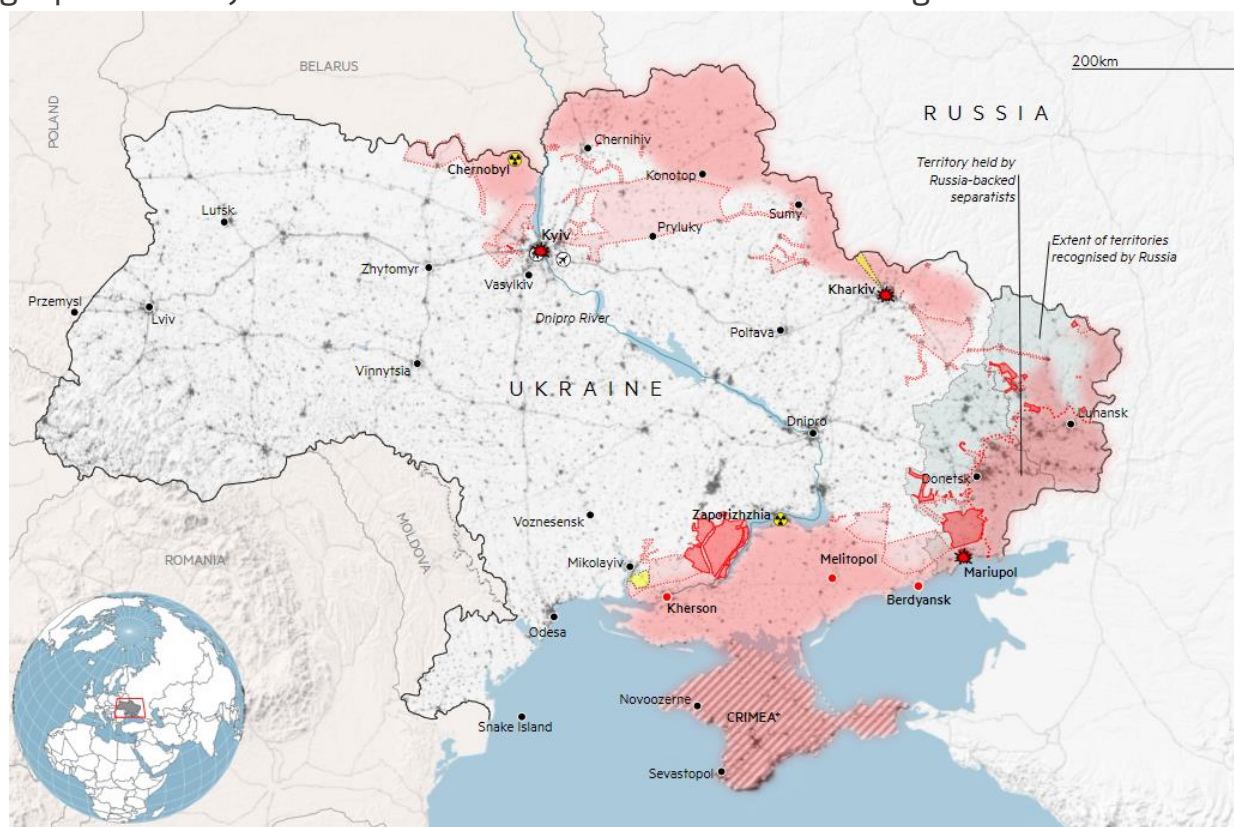 BELARUS
200km
POLAND
RUSSIA
Chernihiv
Territory held by
Russia-backed
separatists
Chernobyl
Konotop
Lutsk
Sumy
Kyiv
Pryluky
Extent of territories
recognised by Russia
Zhytomyr
Vasylkiv
Kharkiv
Przemysl
Lviv
Dnipro River
Poltava
Vinnytsia
UKRAINE
Dnipro
Luhansk
Donetsk
Voznesensk
Zaporizhzhia
MOLDOVA
ROMANIA
Mikolayiv
Melitopol
Mariupol
Kherson
Berdyansk
Odesa
Novoozerne
CRIMEA*
Snake Island
Sevastopol